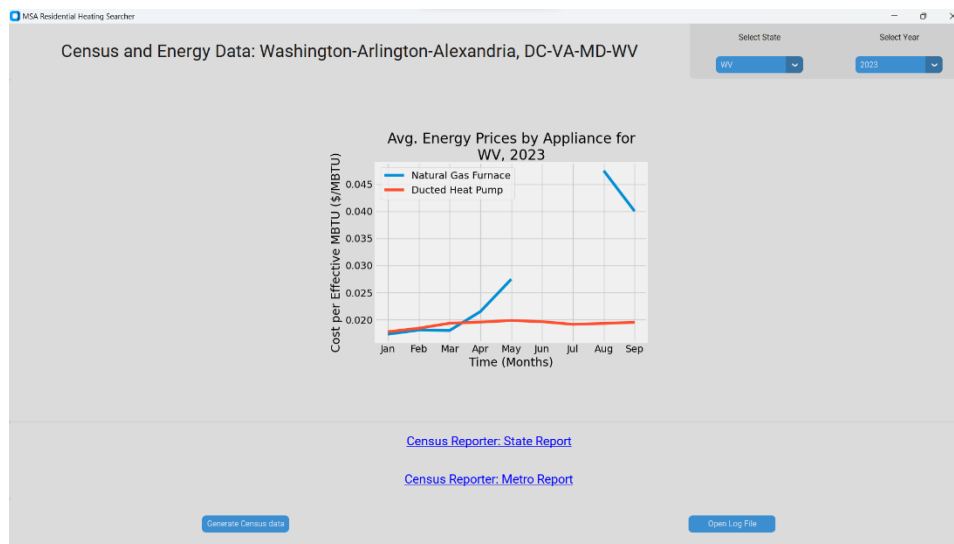 MSA Residential Heating Searcher
Census and Energy Data: Washington-Arlington-Alexandria, DC-VA-MD-WV
Select State
Select Year
WV
2023
Avg. Energy Prices by Appliance for
WV, 2023
Cost per Effective MBTU ($/MBTU)
Natural Gas Furnace
Ducted Heat Pump
0.045
0.040
0.035
0.030
0.025
0.020
Jan Feb Mar Apr May Jun Jul Aug Sep
Time (Months)
Census Reporter: State Report
Census Reporter: Metro Report
Generate Census data
Open Log File